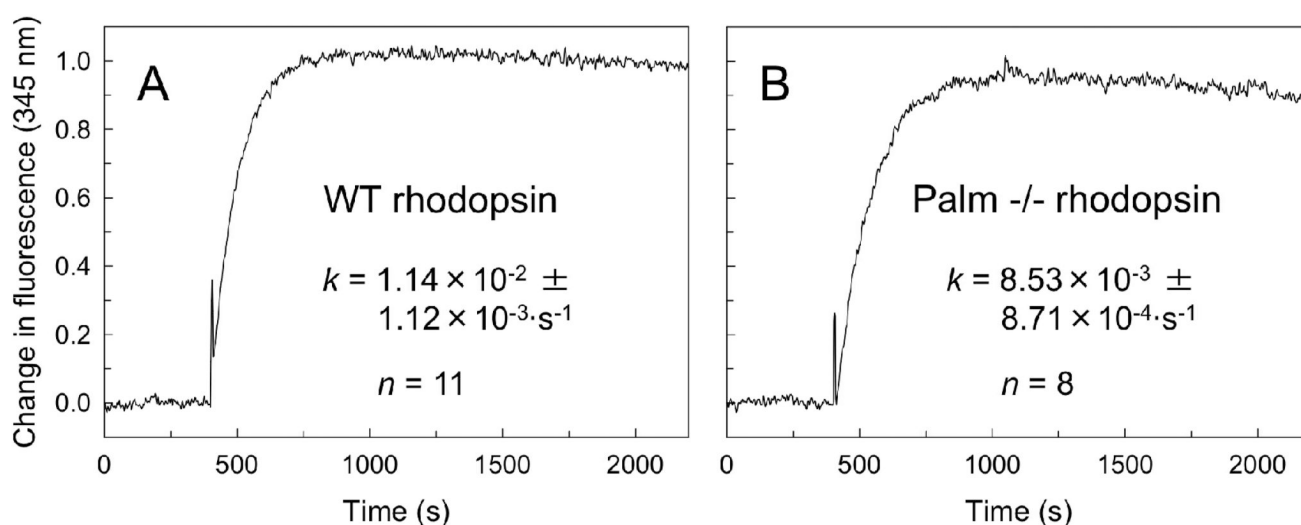 Change in fluorescence (345 nm)
1.0
0.8
0.6
0.4
0.2
0.0
A
WT rhodopsin
k = 1.14 × 10⁻² ±
1.12 × 10⁻³·s⁻¹
n = 11
0 500 1000 1500 2000
Time (s)
B
Palm -/- rhodopsin
k = 8.53 × 10⁻³ ±
8.71 × 10⁻⁴·s⁻¹
n = 8
0 500 1000 1500 2000
Time (s)